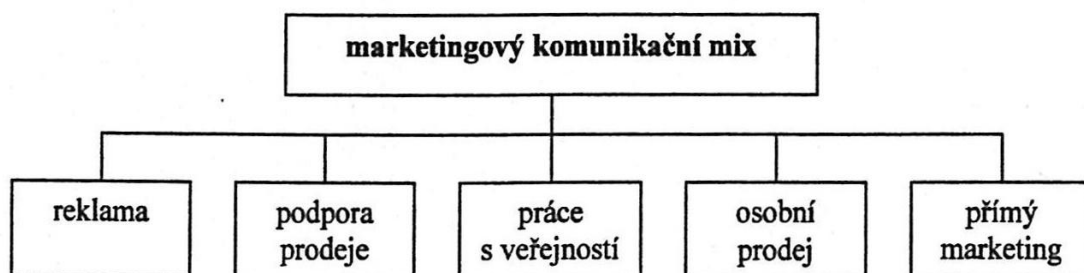 marketingový komunikační mix
reklama
podpora
prodeje
práce
s veřejností
osobní
prodej
přímý
marketing